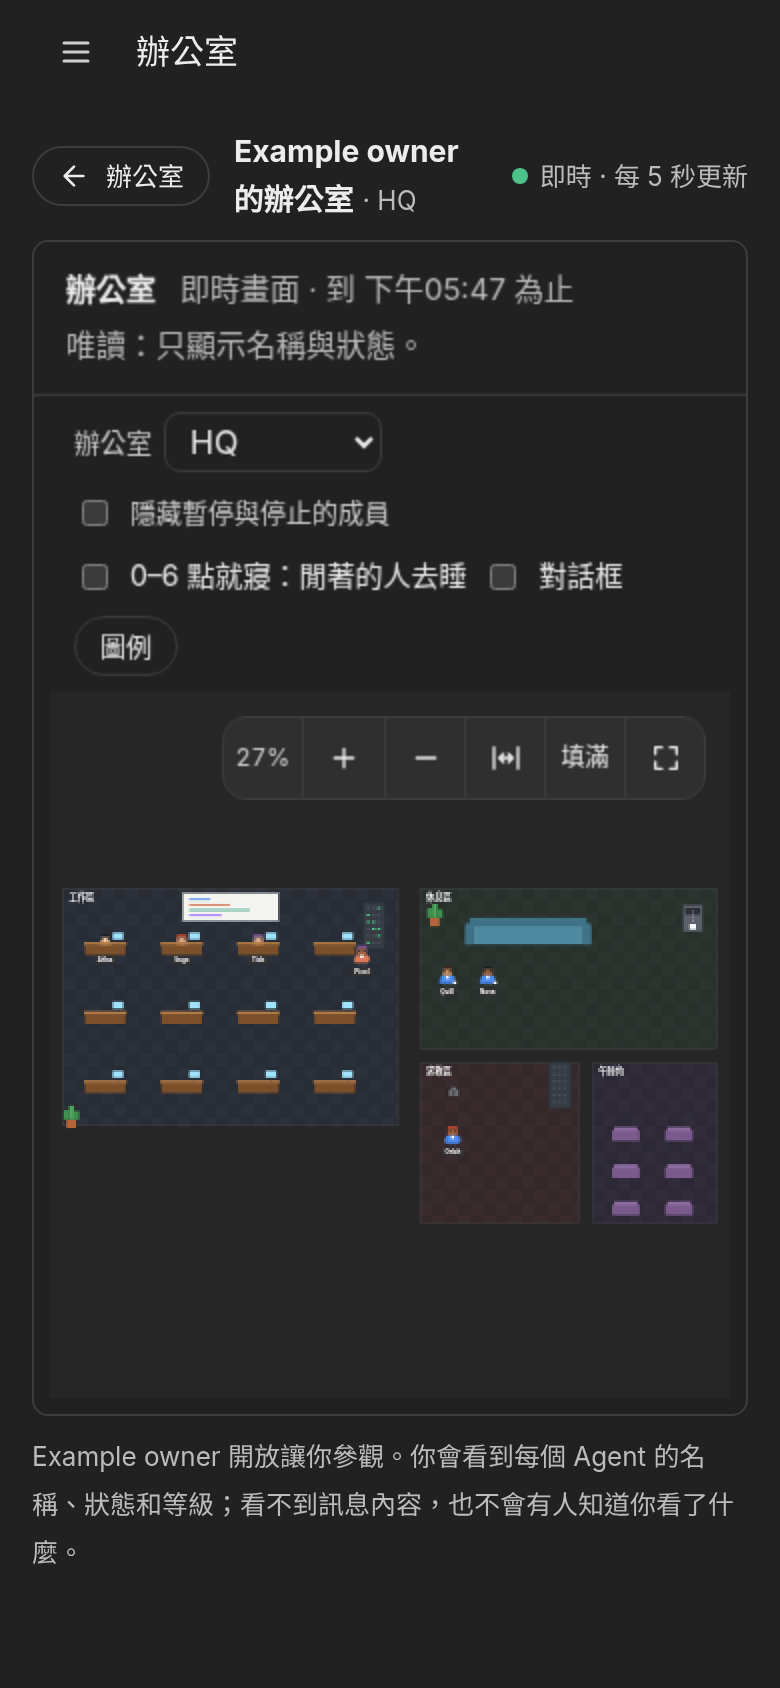 辦公室
辦公室
Example owner
的辦公室 · HQ
即時 · 每 5 秒更新
辦公室 即時畫面 · 到 下午05:47 為止
唯讀：只顯示名稱與狀態。
辦公室 HQ
隱藏暫停與停止的成員
0–6 點就寢：閒著的人去睡 對話框
圖例
27% 填滿
工作區
休息區
Pixel
Quill Nova
Example owner 開放讓你參觀。你會看到每個 Agent 的名
稱、狀態和等級；看不到訊息內容，也不會有人知道你看了什
麼。